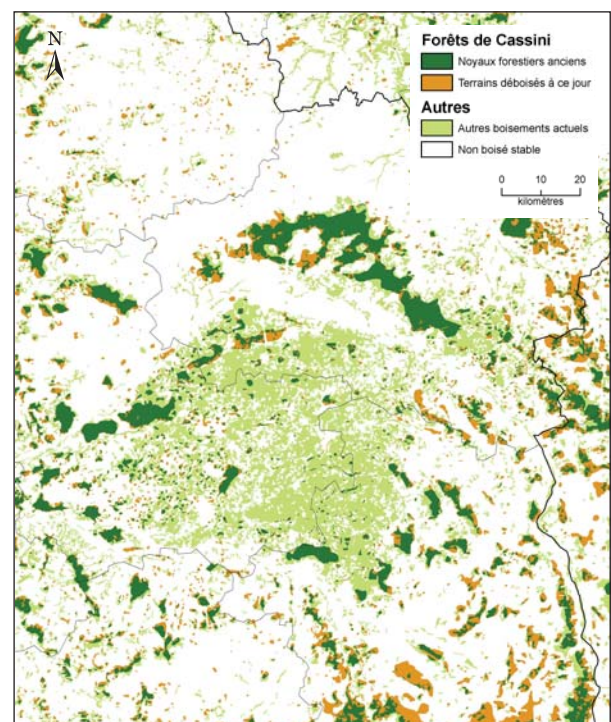 N
Forêts de Cassini
Noyaux forestiers anciens
Terrains déboisés à ce jour
Autres
Autres boisements actuels
Non boisé stable
0 10 20
kilomètres